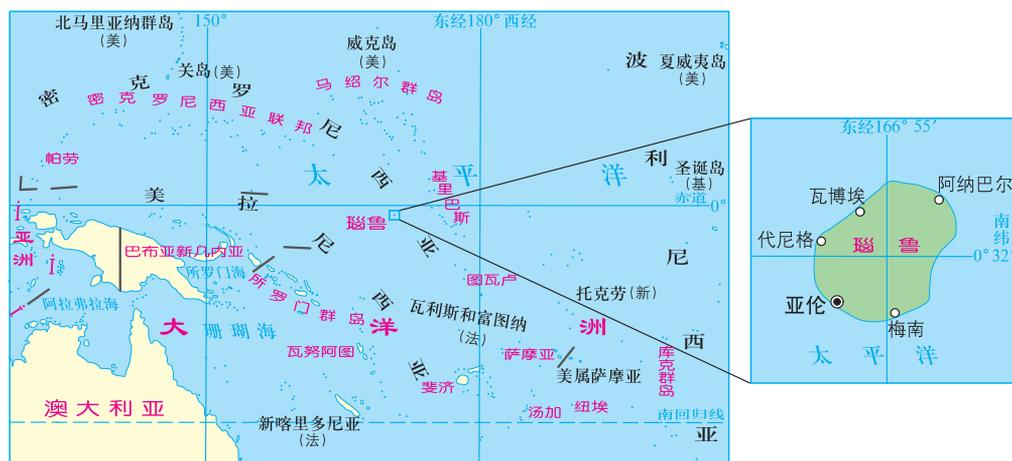 北马里亚纳群岛
(美)
150°
东经180°西经
关岛(美)
威克岛
(美)
波
夏威夷岛
(美)
密克罗尼西亚
密克罗尼西亚联邦
马绍尔群岛
帕劳
太平洋
利
圣诞岛
(基)
美拉尼西亚
基里巴斯
赤道
0°
瑙鲁
亚洲
巴布亚新几内亚
所罗门海
所罗门群岛
阿拉弗拉海
珊瑚海
图瓦卢
尼
托克劳(新)
大洋洲
瓦利斯和富图纳
(法)
西
瓦努阿图
萨摩亚
美属萨摩亚
库克群岛
斐济
汤加
纽埃
澳大利亚
新喀里多尼亚
(法)
南回归线
亚
东经166°55′
瓦博埃
阿纳巴尔
代尼格
瑙鲁
南纬
0°32′
亚伦
梅南
太平洋